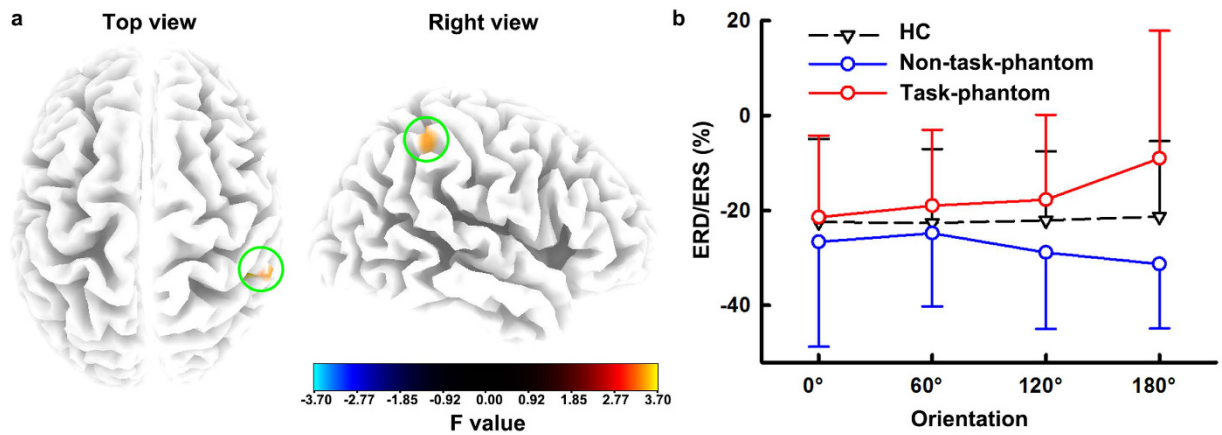 a
Top view
Right view
-3.70 -2.77 -1.85 -0.92 0.00 0.92 1.85 2.77 3.70
F value
b
HC
Non-task-phantom
Task-phantom
20
0
-20
-40
ERD/ERS (%)
0° 60° 120° 180°
Orientation